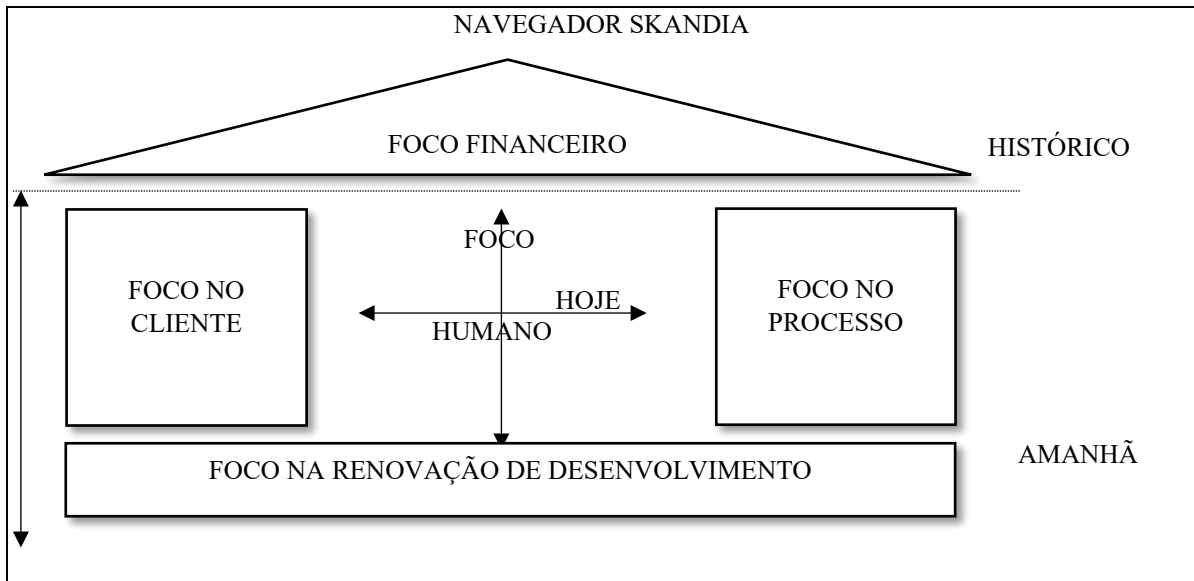 NAVEGADOR SKANDIA
FOCO FINANCEIRO
HISTÓRICO
FOCO NO
CLIENTE
FOCO
HOJE
HUMANO
FOCO NO
PROCESSO
FOCO NA RENOVAÇÃO DE DESENVOLVIMENTO
AMANHÃ